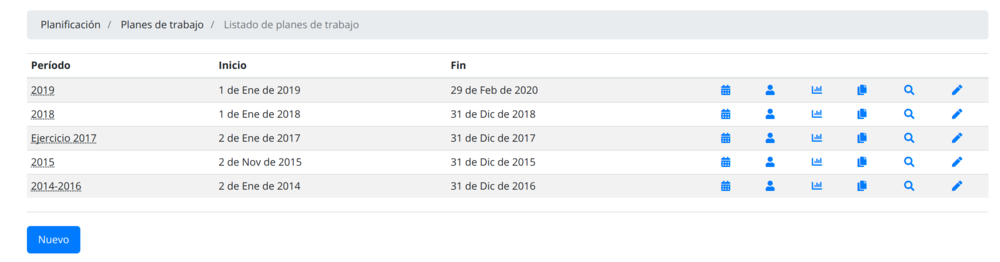 Planificación / Planes de trabajo / Listado de planes de trabajo
Período Inicio Fin
2019 1 de Ene de 2019 29 de Feb de 2020
2018 1 de Ene de 2018 31 de Dic de 2018
Ejercicio 2017 2 de Ene de 2017 31 de Dic de 2017
2015 2 de Nov de 2015 31 de Dic de 2015
2014-2016 2 de Ene de 2014 31 de Dic de 2016
Nuevo